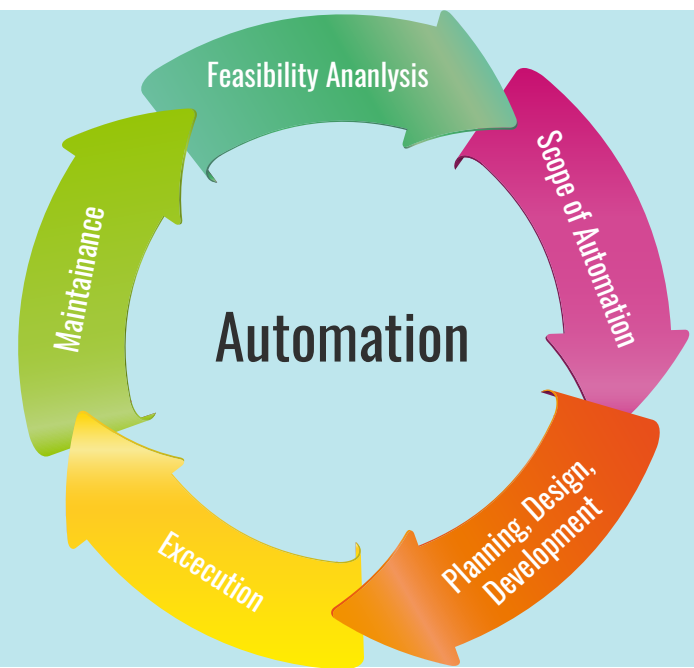 Feasibility Ananlysis
Scope of Automation
Planning, Design,
Development
Excecution
Maintainance
Automation